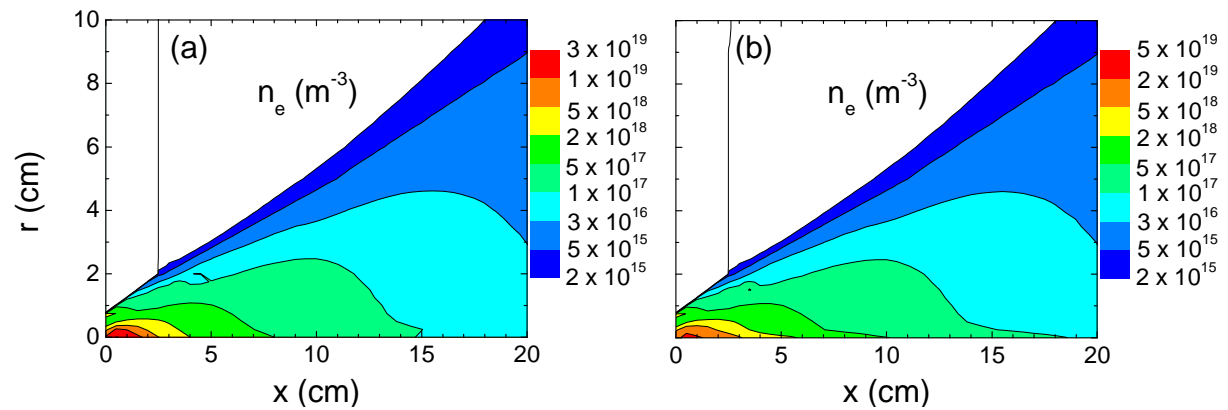 (a)
n_e (m^-3)
r (cm)
10
8
6
4
2
0
0 5 10 15 20
x (cm)
3 x 10^19
1 x 10^19
5 x 10^18
2 x 10^18
5 x 10^17
1 x 10^17
3 x 10^16
5 x 10^15
2 x 10^15
(b)
n_e (m^-3)
0 5 10 15 20
x (cm)
5 x 10^19
2 x 10^19
5 x 10^18
2 x 10^18
5 x 10^17
1 x 10^17
3 x 10^16
5 x 10^15
2 x 10^15